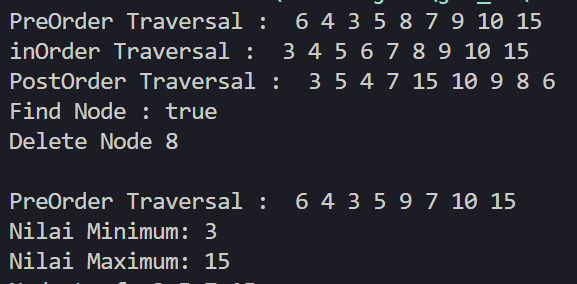 PreOrder Traversal :  6 4 3 5 8 7 9 10 15
inOrder Traversal :  3 4 5 6 7 8 9 10 15
PostOrder Traversal :  3 5 4 7 15 10 9 8 6
Find Node : true
Delete Node 8
PreOrder Traversal :  6 4 3 5 9 7 10 15
Nilai Minimum: 3
Nilai Maximum: 15